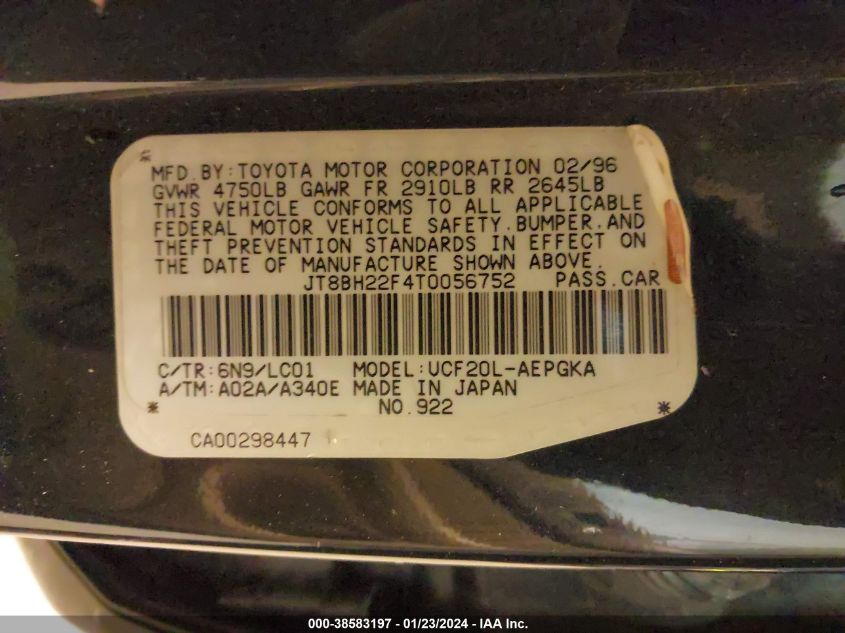 MFD.BY:TOYOTA MOTOR CORPORATION 02/96
GVWR 4750LB GAWR FR 2910LB RR 2645LB
THIS VEHICLE CONFORMS TO ALL APPLICABLE
FEDERAL MOTOR VEHICLE SAFETY.BUMPER.AND
THEFT PREVENTION STANDARDS IN EFFECT ON
THE DATE OF MANUFACTURE SHOWN ABOVE.
JT8BH22F4T0056752 PASS.CAR
C/TR:6N9/LC01 MODEL:UCF20L-AEPGKA
A/TM:A02A/A340E MADE IN JAPAN
* NO.922 *
CA00298447
000-38583197 - 01/23/2024 - IAAI Inc.